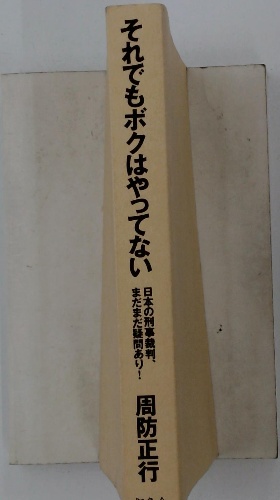 それでもボクはやってない
日本の刑事裁判、
まだまだ疑問あり!
周防正行